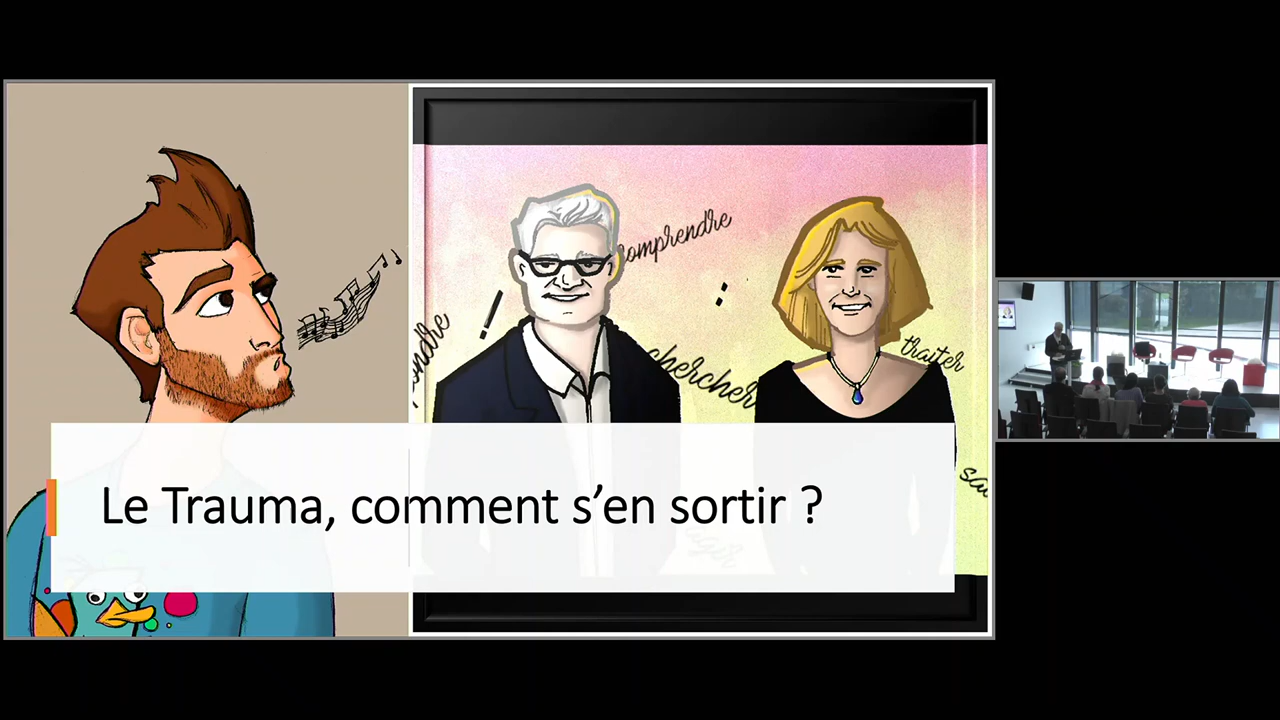 comprendre
chercher
traiter
Le Trauma, comment s’en sortir ?